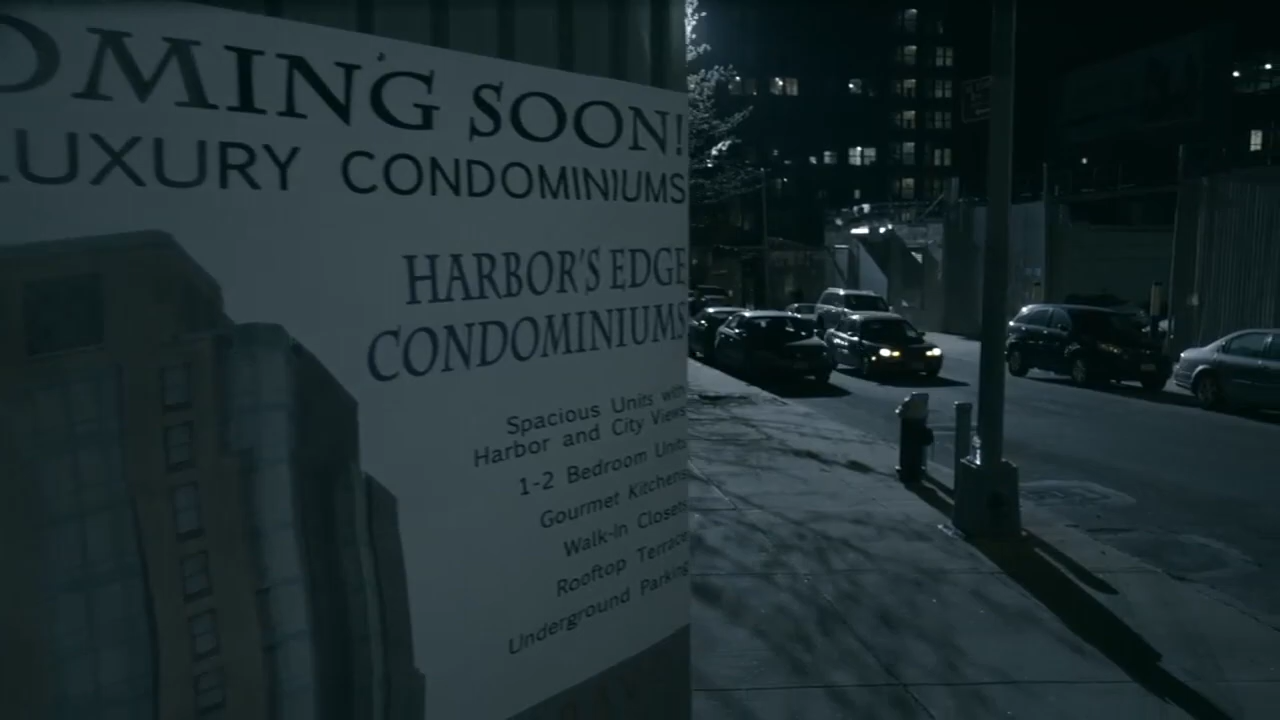 OMING SOON!
LUXURY CONDOMINIUMS
HARBOR'S EDGE
CONDOMINIUMS
Spacious Units with
Harbor and City Views
1-2 Bedroom Units
Gourmet Kitchens
Walk-In Closets
Rooftop Terrace
Underground Parking